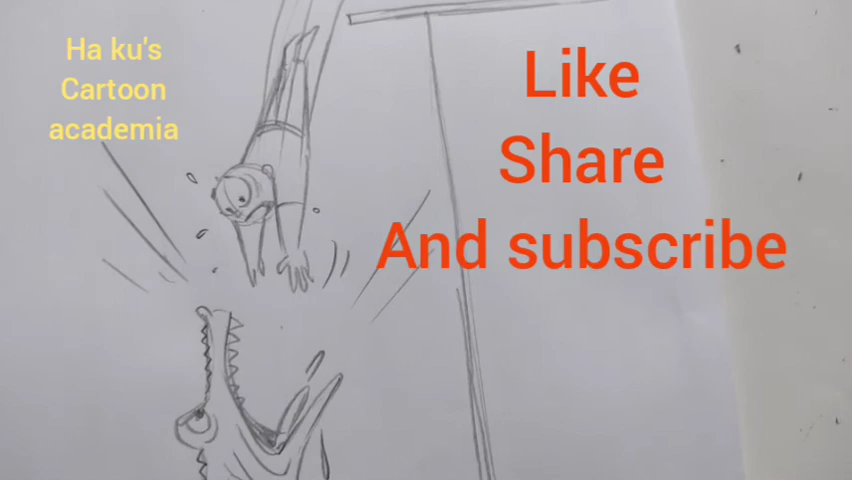 Ha ku's
Cartoon
academia
Like
Share
And subscribe